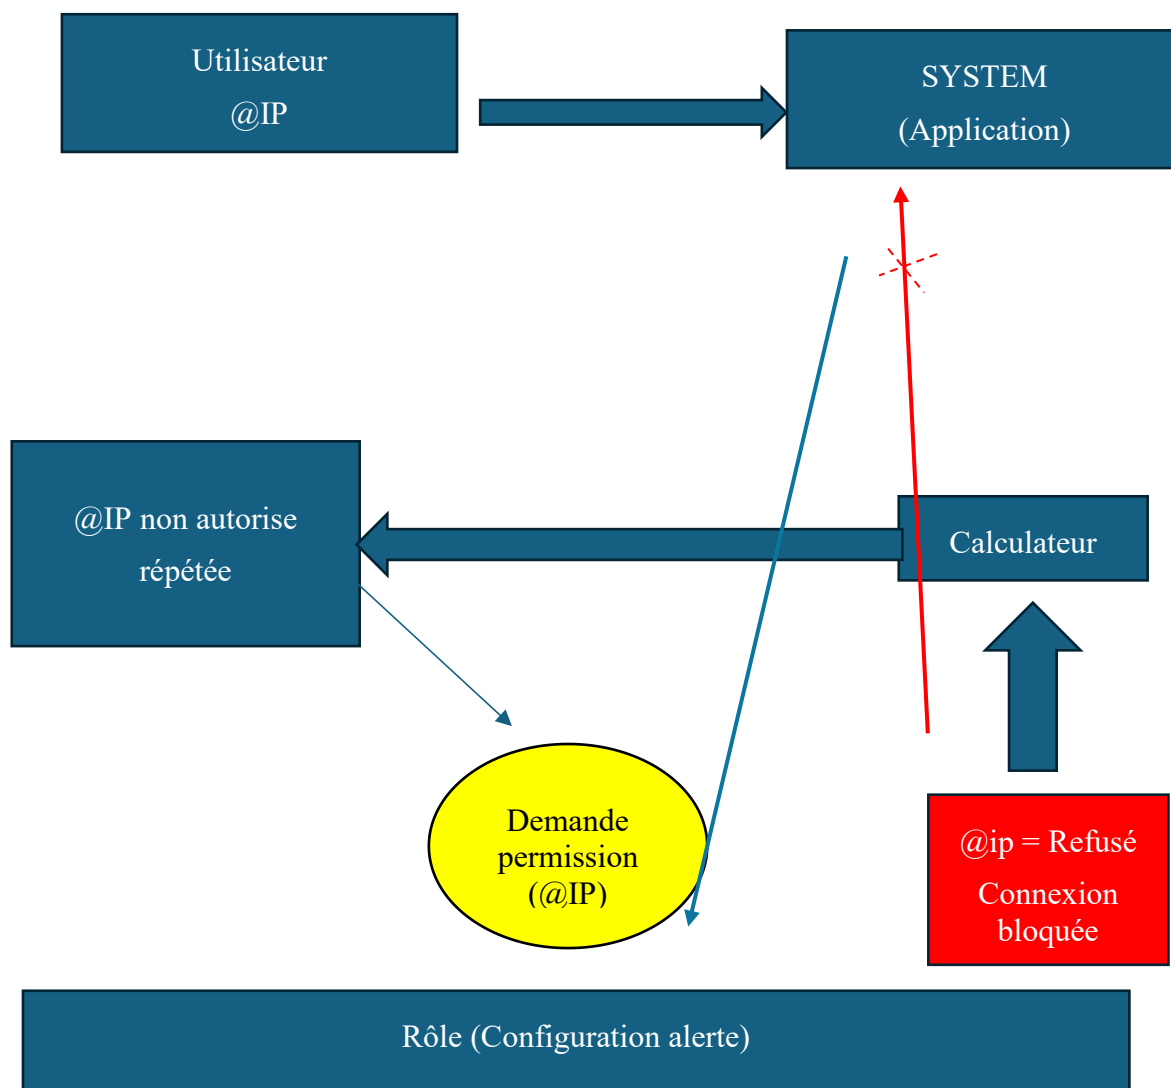 Utilisateur
@IP
SYSTEM
(Application)
@IP non autorise
répétée
Calculateur
Demande
permission
(@IP)
@ip = Refusé
Connexion
bloquée
Rôle (Configuration alerte)